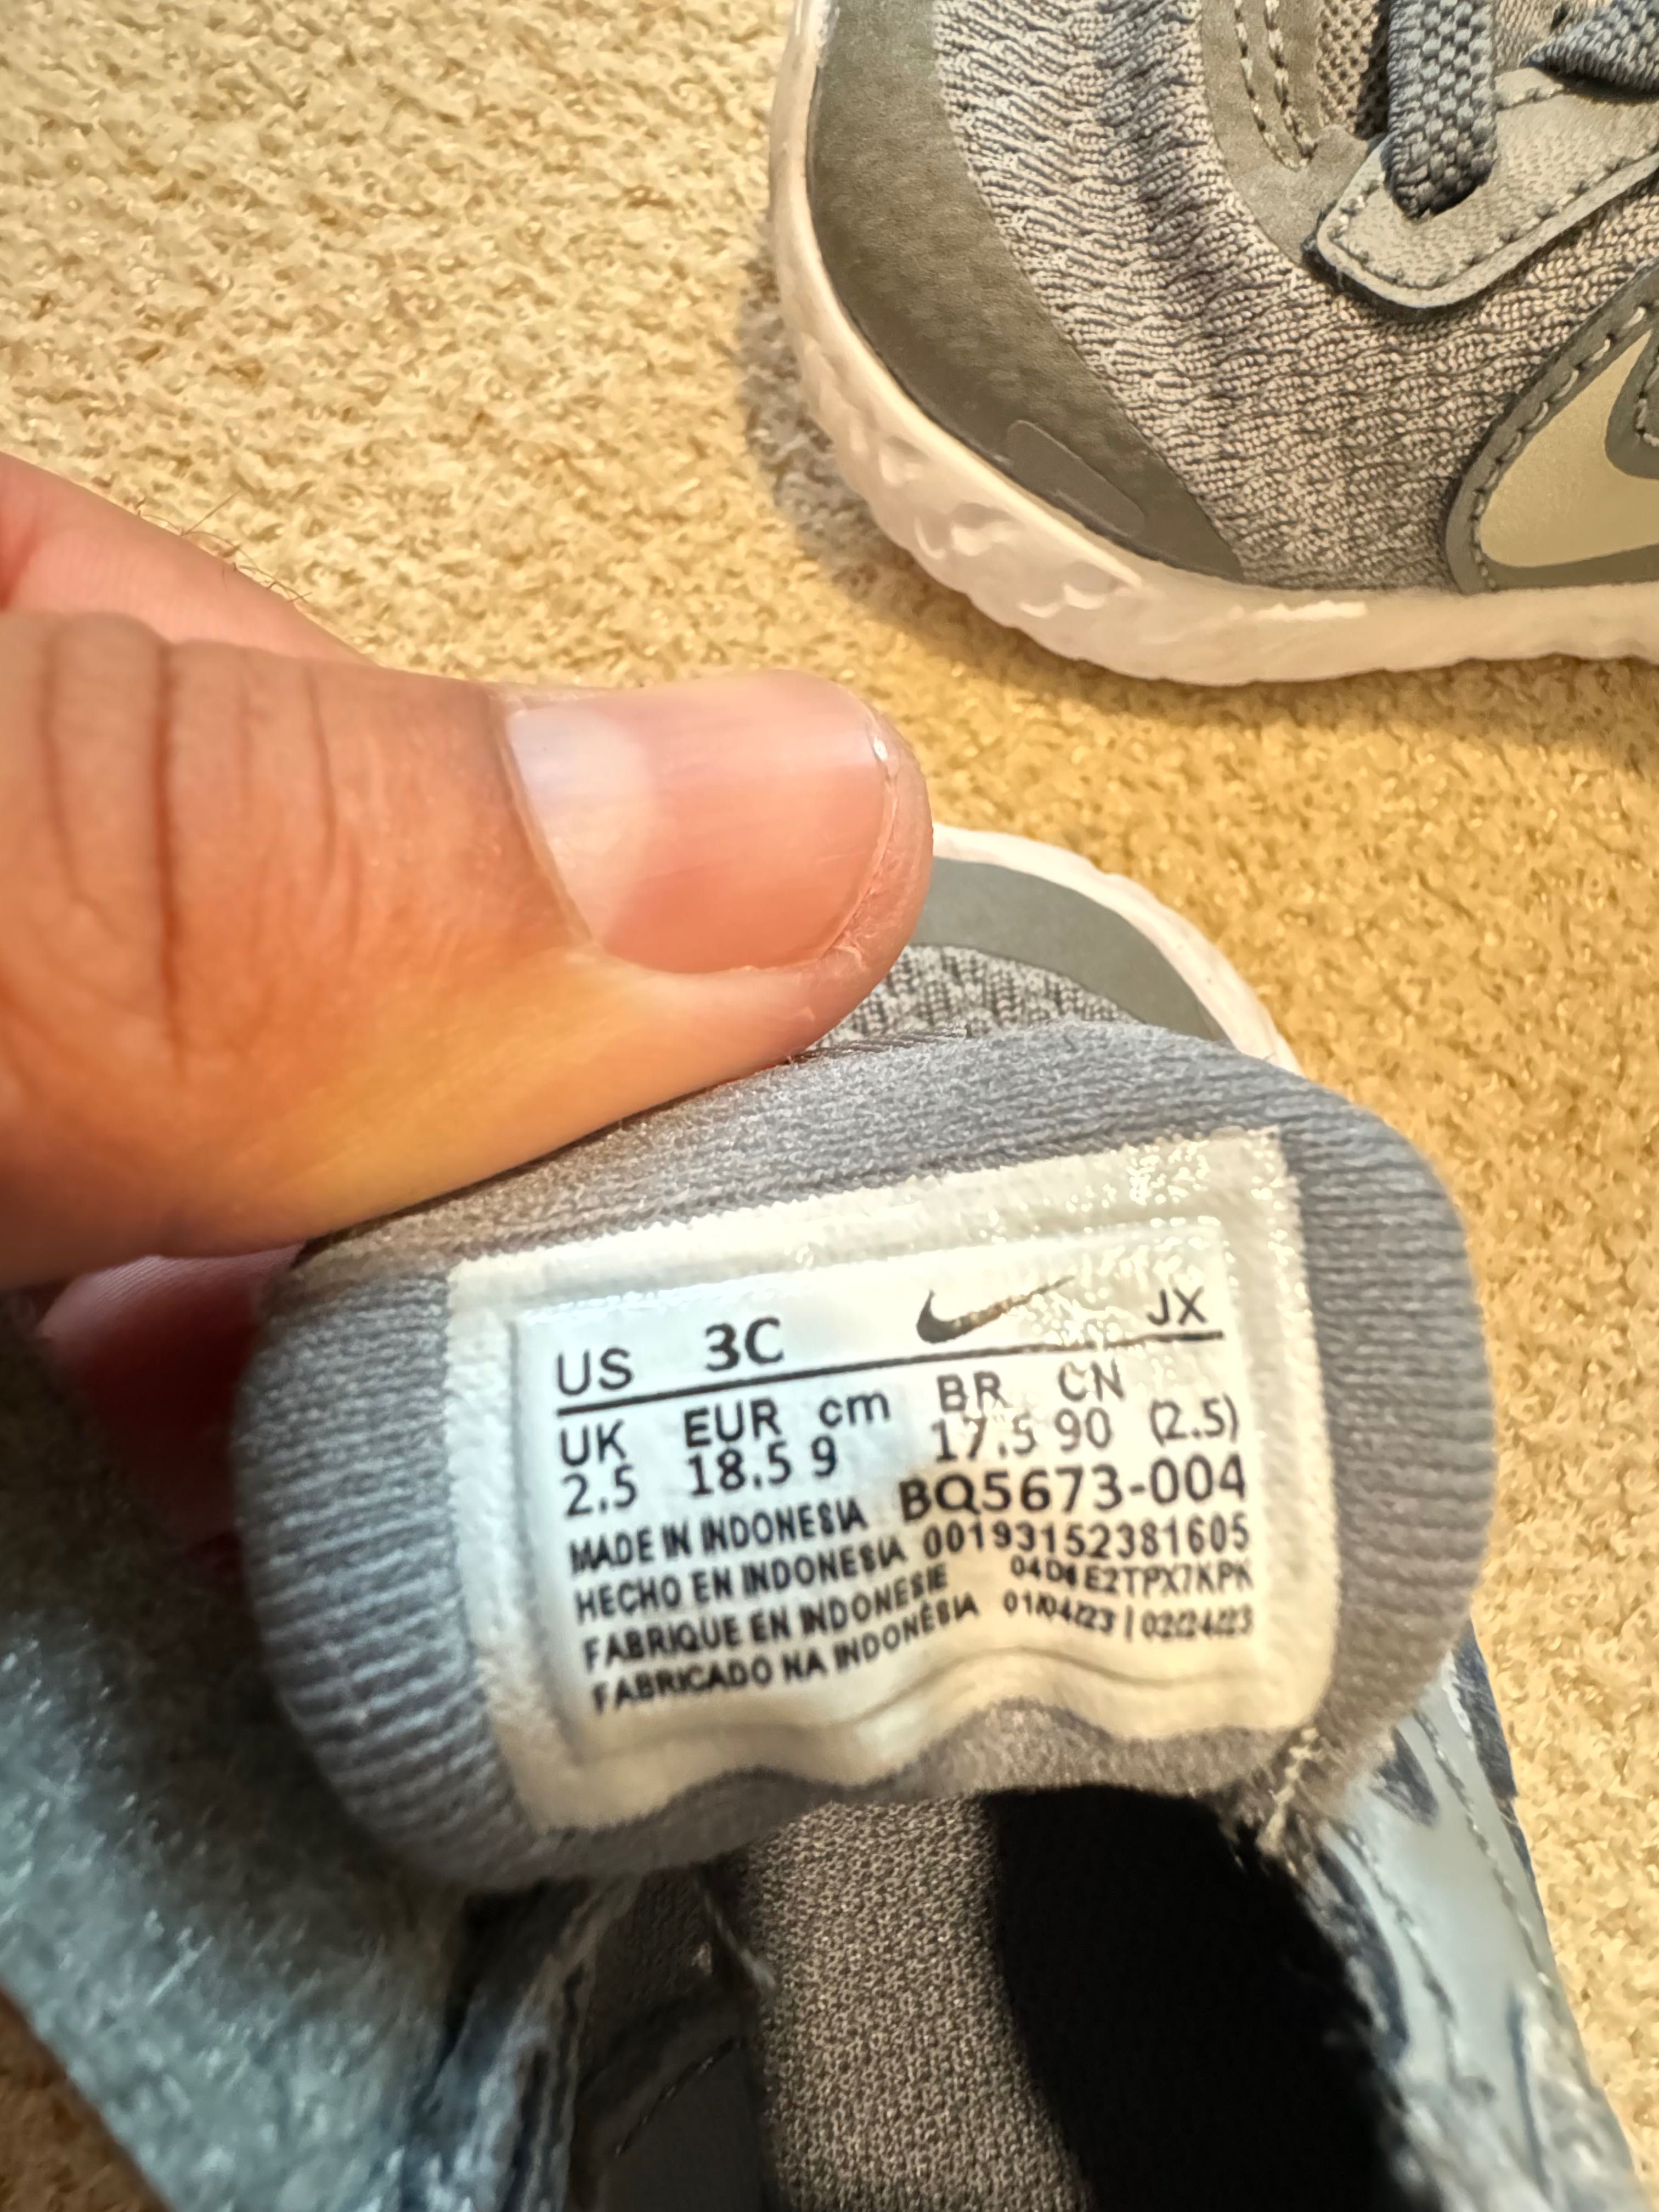 US 3C JX
UK EUR cm BR CN
2.5 18.5 9 17.5 90 (2.5)
MADE IN INDONESIA BQ5673-004
HECHO EN INDONESIA 00193152381605
FABRIQUE EN INDONESIE
FABRICADO NA INDONÉSIA 01/04/23 | 02/24/23